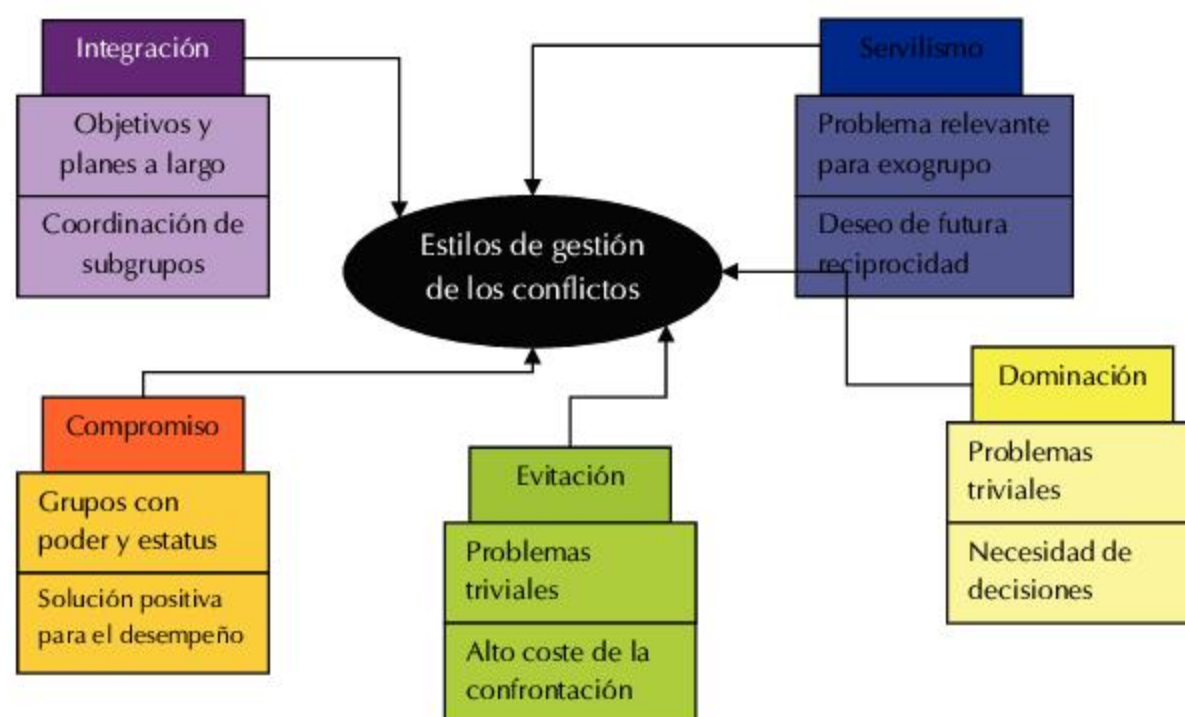 Integración
Objetivos y
planes a largo
Coordinación de
subgrupos
Servilismo
Problema relevante
para exogrupo
Deseo de futura
reciprocidad
Estilos de gestión
de los conflictos
Compromiso
Grupos con
poder y estatus
Solución positiva
para el desempeño
Evitación
Problemas
triviales
Alto coste de la
confrontación
Dominación
Problemas
triviales
Necesidad de
decisiones